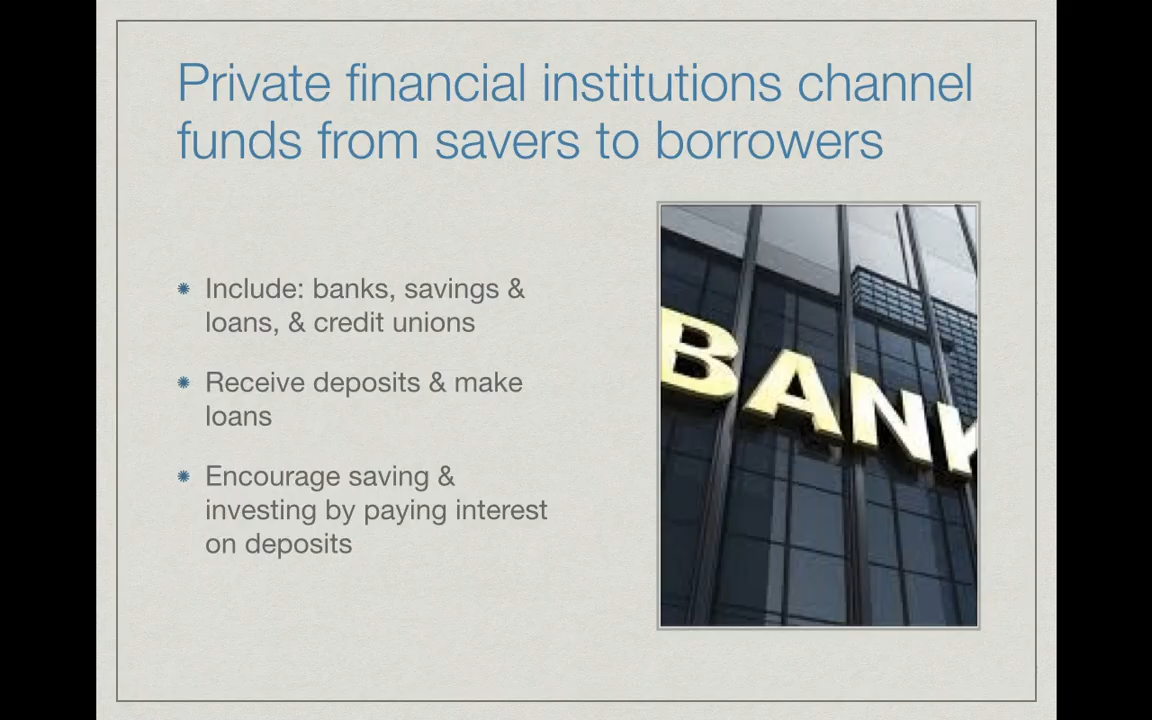 Private financial institutions channel
funds from savers to borrowers
Include: banks, savings &
loans, & credit unions
Receive deposits & make
loans
Encourage saving &
investing by paying interest
on deposits
BANK